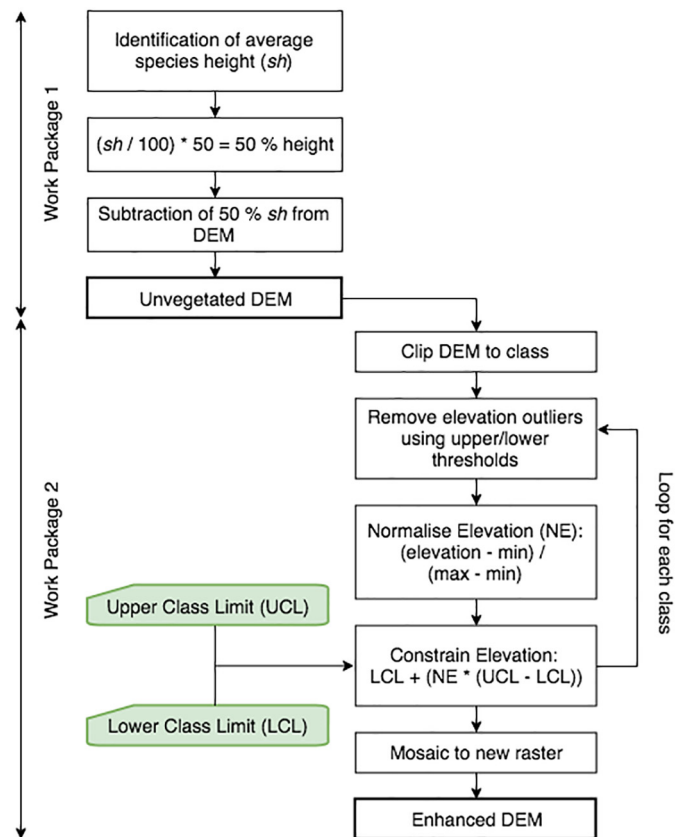 Work Package 1
Identification of average
species height (sh)
(sh / 100) * 50 = 50 % height
Subtraction of 50 % sh from
DEM
Unvegetated DEM
Work Package 2
Clip DEM to class
Remove elevation outliers
using upper/lower
thresholds
Normalise Elevation (NE):
(elevation - min) /
(max - min)
Loop for each class
Upper Class Limit (UCL)
Constrain Elevation:
LCL + (NE * (UCL - LCL))
Lower Class Limit (LCL)
Mosaic to new raster
Enhanced DEM